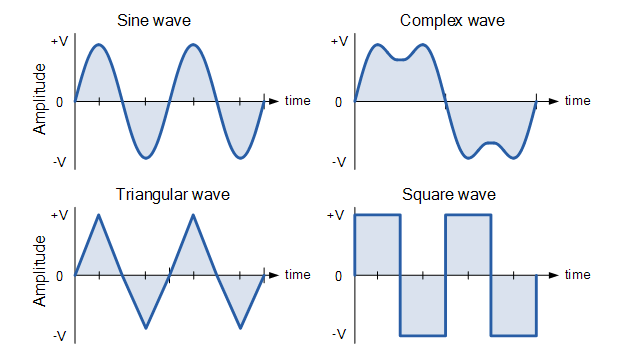 Sine wave
+V
Amplitude
0
time
-V
Complex wave
+V
0
time
-V
Triangular wave
+V
Amplitude
0
time
-V
Square wave
+V
0
time
-V